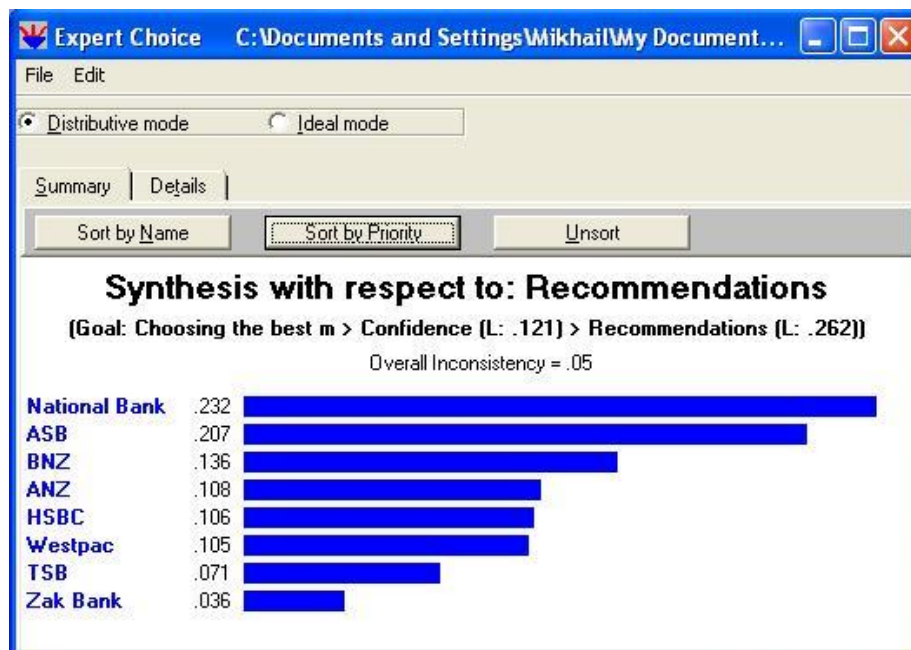 Expert Choice C:\Documents and Settings\Mikhail\My Document...
File Edit
Distributive mode Ideal mode
Summary Details
Sort by Name Sort by Priority Unsort
Synthesis with respect to: Recommendations
(Goal: Choosing the best m > Confidence (L: .121) > Recommendations (L: .262))
Overall Inconsistency = .05
National Bank .232
ASB .207
BNZ .136
ANZ .108
HSBC .106
Westpac .105
TSB .071
Zak Bank .036